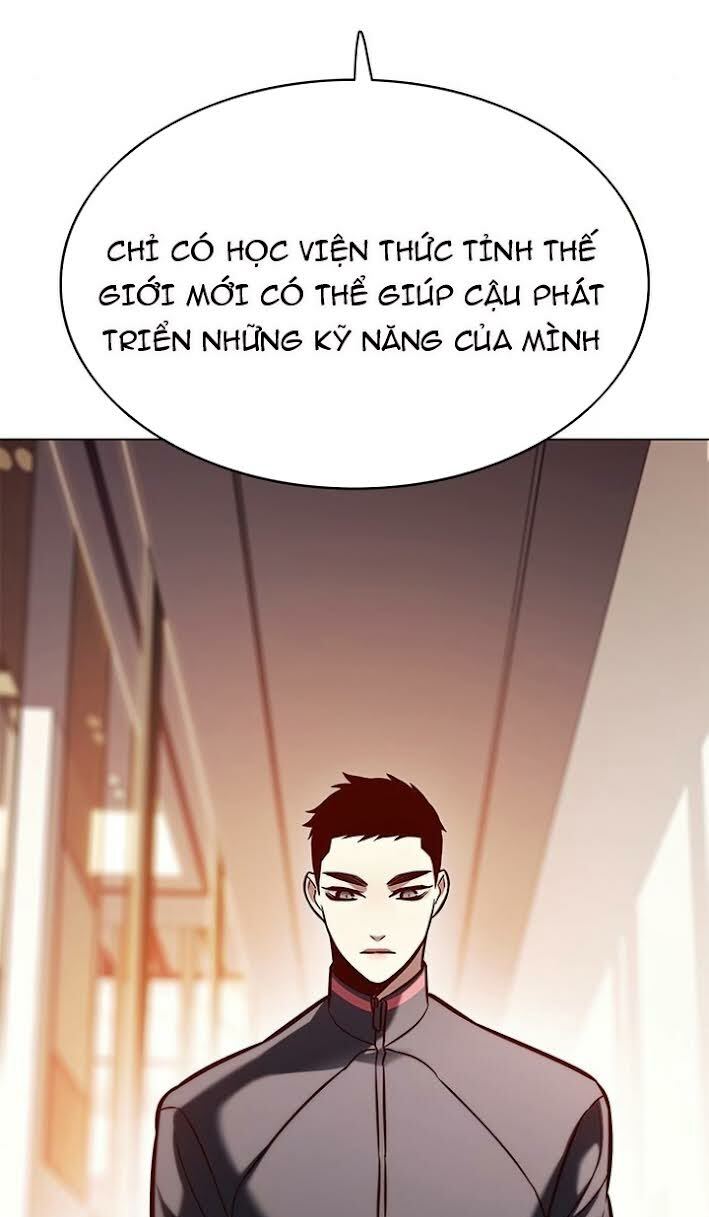 CHỈ CÓ HỌC VIỆN THỨC TỈNH THẾ
GIỚI MỚI CÓ THỂ GIÚP CẬU PHÁT
TRIỂN NHỮNG KỸ NĂNG CỦA MÌNH